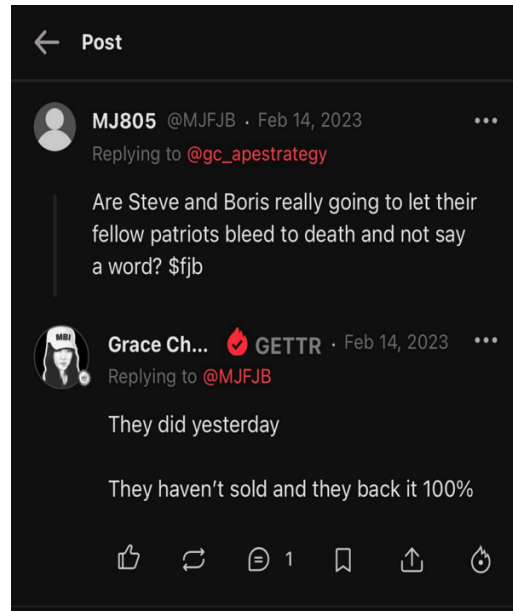 Post
MJ805 @MJFJB · Feb 14, 2023
Replying to @gc_apestrategy
Are Steve and Boris really going to let their
fellow patriots bleed to death and not say
a word? $fjb
MBI
Grace Ch... GETTR · Feb 14, 2023
Replying to @MJFJB
They did yesterday
They haven’t sold and they back it 100%
1